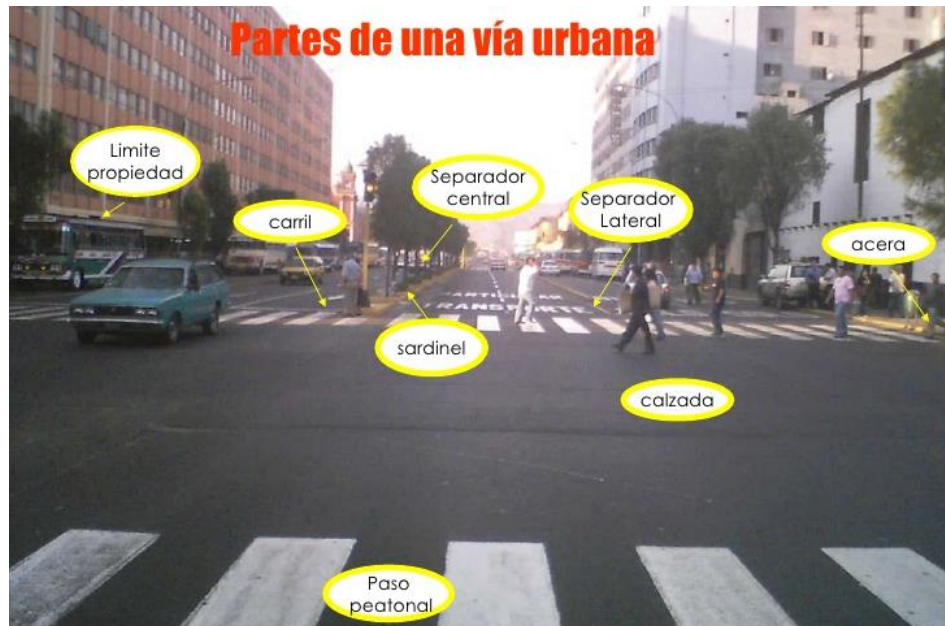 Partes de una vía urbana
Limite
propiedad
Separador
central
Separador
Lateral
carril
acera
sardinel
calzada
Paso
peatonal